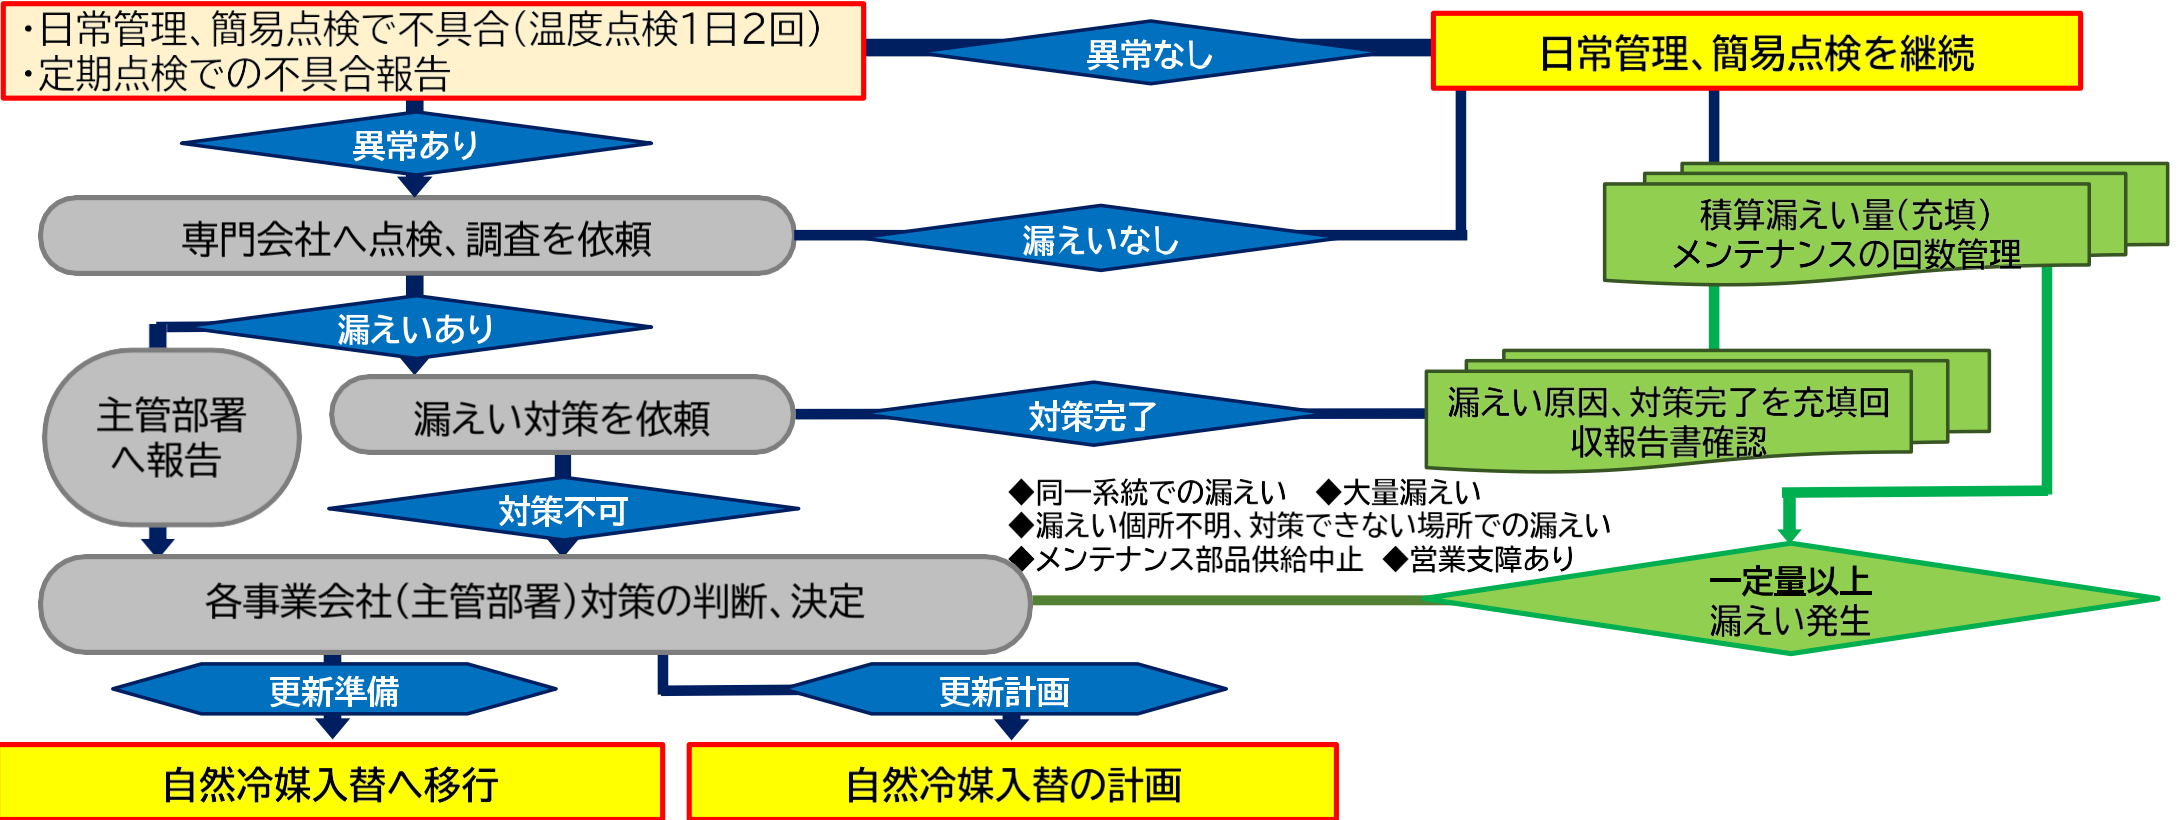 ・日常管理、簡易点検で不具合(温度点検1日2回)
・定期点検での不具合報告
異常なし
日常管理、簡易点検を継続
異常あり
専門会社へ点検、調査を依頼
漏えいなし
積算漏えい量(充填)
メンテナンスの回数管理
漏えいあり
主管部署
へ報告
漏えい対策を依頼
対策完了
漏えい原因、対策完了を充填回
収報告書確認
対策不可
◆同一系統での漏えい ◆大量漏えい
◆漏えい個所不明、対策できない場所での漏えい
◆メンテナンス部品供給中止 ◆営業支障あり
各事業会社(主管部署)対策の判断、決定
一定量以上
漏えい発生
更新準備
更新計画
自然冷媒入替へ移行
自然冷媒入替の計画